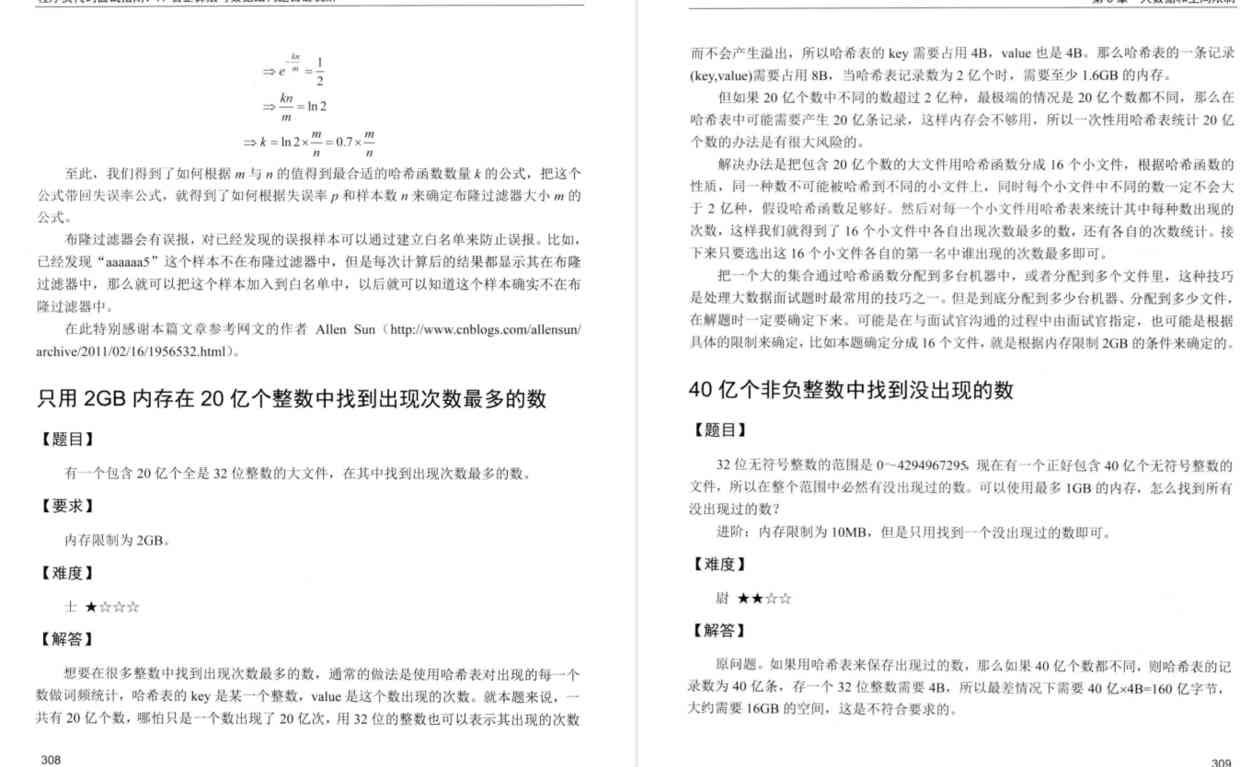 ⇒ e^{-kn/m} = 1/2
⇒ kn/m = ln 2
⇒ k = ln 2 × m/n = 0.7 × m/n
至此，我们得到了如何根据 m 与 n 的值得到最合适的哈希函数数量 k 的公式，把这个
公式带回失误率公式，就得到了如何根据失误率 p 和样本数 n 来确定布隆过滤器大小 m 的
公式。
布隆过滤器会有误报，对已经发现的误报样本可以通过建立白名单来防止误报。比如，
已经发现“aaaaaa5”这个样本不在布隆过滤器中，但是每次计算后的结果都显示其在布隆
过滤器中，那么就可以把这个样本加入到白名单中，以后就可以知道这个样本确实不在布
隆过滤器中。
在此特别感谢本篇文章参考网文的作者 Allen Sun（http://www.cnblogs.com/allensun/
archive/2011/02/16/1956532.html）。
只用 2GB 内存在 20 亿个整数中找到出现次数最多的数
【题目】
有一个包含 20 亿个全是 32 位整数的大文件，在其中找到出现次数最多的数。
【要求】
内存限制为 2GB。
【难度】
士 ★☆☆☆
【解答】
想要在很多整数中找到出现次数最多的数，通常的做法是使用哈希表对出现的每一个
数做词频统计，哈希表的 key 是某一个整数，value 是这个数出现的次数。就本题来说，一
共有 20 亿个数，哪怕只是一个数出现了 20 亿次，用 32 位的整数也可以表示其出现的次数
308
而不会产生溢出，所以哈希表的 key 需要占用 4B，value 也是 4B。那么哈希表的一条记录
(key,value)需要占用 8B，当哈希表记录数为 2 亿个时，需要至少 1.6GB 的内存。
但如果 20 亿个数中不同的数超过 2 亿种，最极端的情况是 20 亿个数都不同，那么在
哈希表中可能需要产生 20 亿条记录，这样内存会不够用，所以一次性用哈希表统计 20 亿
个数的办法是有很大风险的。
解决办法是把包含 20 亿个数的大文件用哈希函数分成 16 个小文件，根据哈希函数的
性质，同一种数不可能被哈希到不同的小文件上，同时每个小文件中不同的数一定不会大
于 2 亿种，假设哈希函数足够好。然后对每一个小文件用哈希表来统计其中每种数出现的
次数，这样我们就得到了 16 个小文件中各自出现次数最多的数，还有各自的次数统计。接
下来只要选出这 16 个小文件各自的第一名中谁出现的次数最多即可。
把一个大的集合通过哈希函数分配到多台机器中，或者分配到多个文件里，这种技巧
是处理大数据面试题时最常用的技巧之一。但是到底分配到多少台机器、分配到多少文件，
在解题时一定要确定下来。可能是在与面试官沟通的过程中由面试官指定，也可能是根据
具体的限制来确定，比如本题确定分成 16 个文件，就是根据内存限制 2GB 的条件来确定的。
40 亿个非负整数中找到没出现的数
【题目】
32 位无符号整数的范围是 0～4294967295，现在有一个正好包含 40 亿个无符号整数的
文件，所以在整个范围中必然有没出现过的数。可以使用最多 1GB 的内存，怎么找到所有
没出现过的数？
进阶：内存限制为 10MB，但是只用找到一个没出现过的数即可。
【难度】
尉 ★★☆☆
【解答】
原问题。如果用哈希表来保存出现过的数，那么如果 40 亿个数都不同，则哈希表的记
录数为 40 亿条，存一个 32 位整数需要 4B，所以最差情况下需要 40 亿×4B=160 亿字节，
大约需要 16GB 的空间，这是不符合要求的。
309